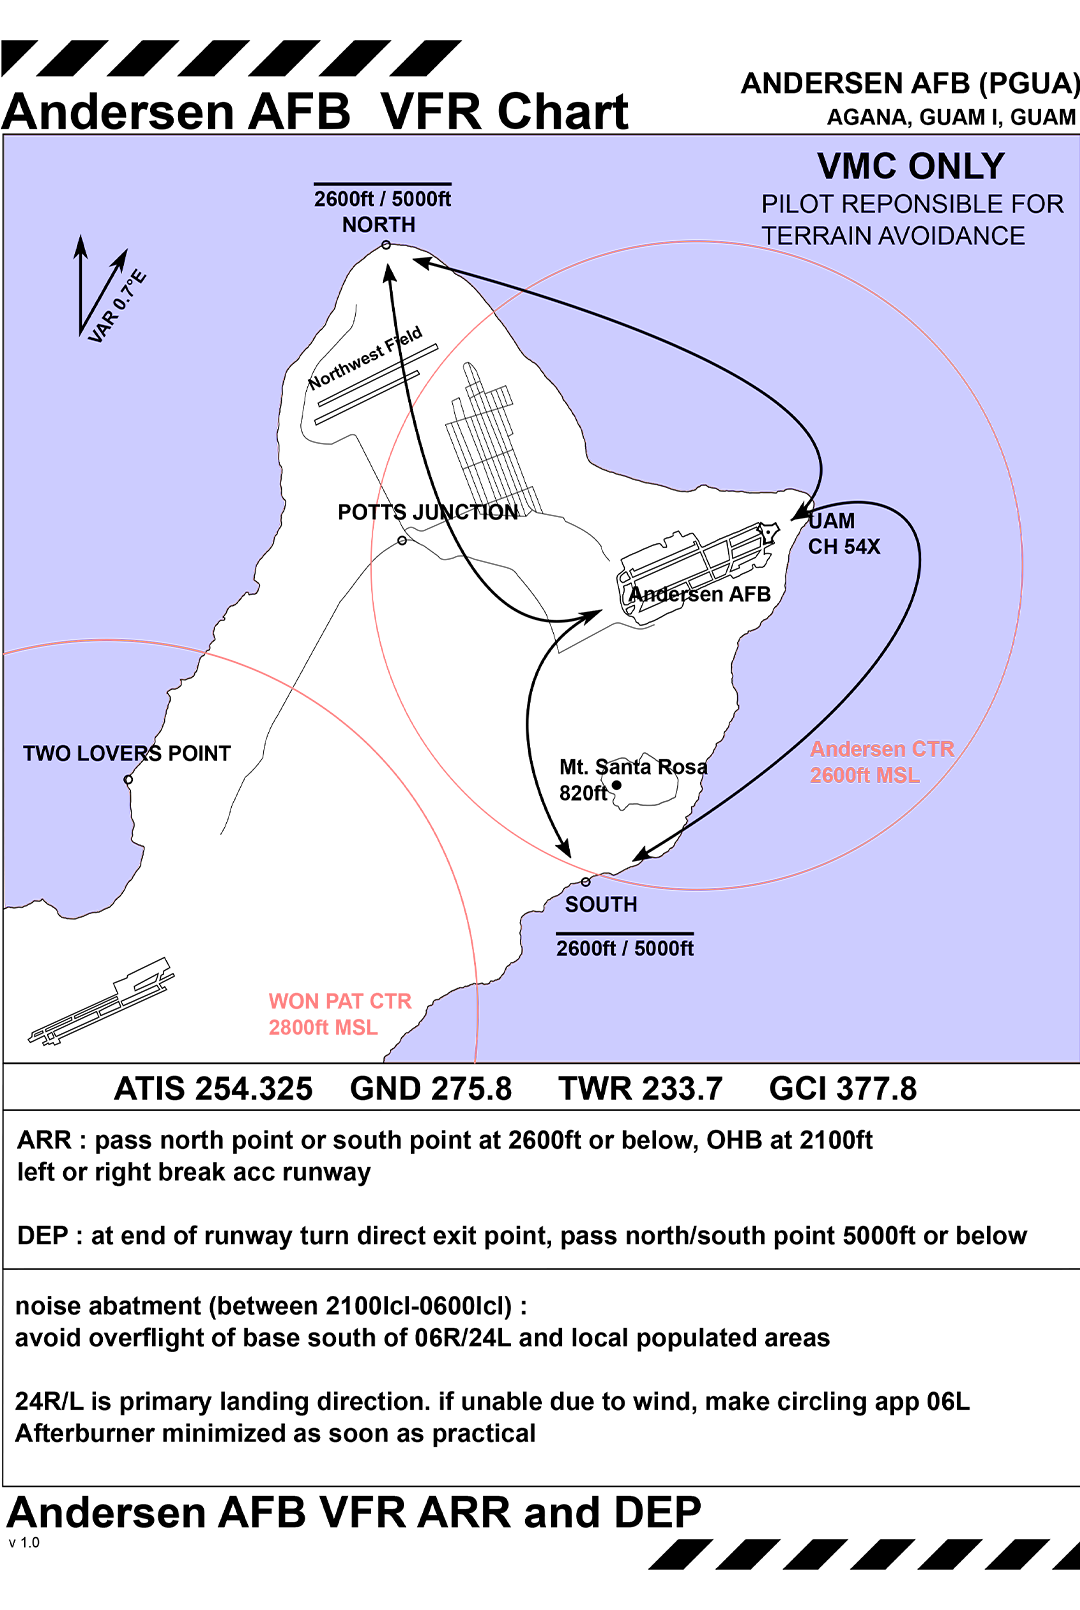 Andersen AFB VFR Chart
ANDERSEN AFB (PGUA)
AGANA, GUAM I, GUAM
VMC ONLY
PILOT REPONSIBLE FOR
TERRAIN AVOIDANCE
2600ft / 5000ft
NORTH
VAR 0.7°E
Northwest Field
POTTS JUNCTION
UAM
CH 54X
Andersen AFB
TWO LOVERS POINT
Mt. Santa Rosa
820ft
Andersen CTR
2600ft MSL
SOUTH
2600ft / 5000ft
WON PAT CTR
2800ft MSL
ATIS 254.325 GND 275.8 TWR 233.7 GCI 377.8
ARR : pass north point or south point at 2600ft or below, OHB at 2100ft
left or right break acc runway
DEP : at end of runway turn direct exit point, pass north/south point 5000ft or below
noise abatment (between 2100lcl-0600lcl) :
avoid overflight of base south of 06R/24L and local populated areas
24R/L is primary landing direction. if unable due to wind, make circling app 06L
Afterburner minimized as soon as practical
Andersen AFB VFR ARR and DEP
v 1.0